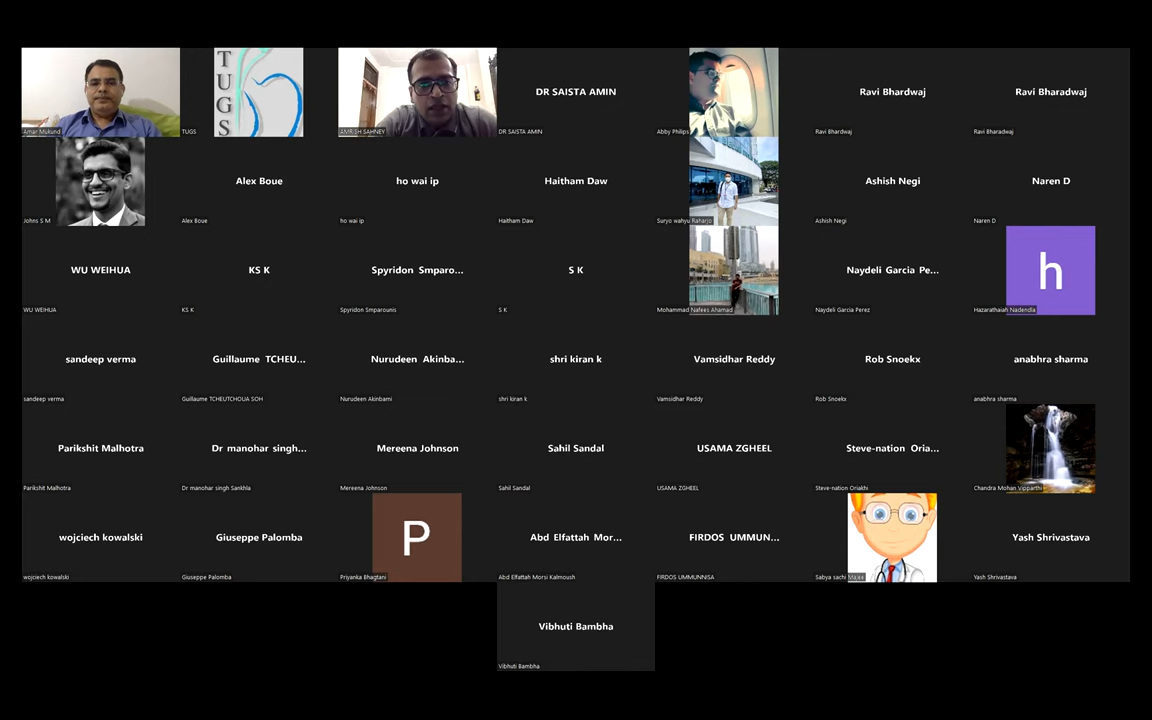 TUGS
DR SAISTA AMIN
Ravi Bhardwaj
Ravi Bharadwaj
Amar Mukund
TUGS
AMRISH SAHNEY
DR SAISTA AMIN
Abby Philips
Ravi Bhardwaj
Ravi Bharadwaj
Alex Boue
ho wai ip
Haitham Daw
Ashish Negi
Naren D
Johns S M
Alex Boue
ho wai ip
Haitham Daw
Suryo wahyu Raharjo
Ashish Negi
Naren D
WU WEIHUA
KS K
Spyridon Smparo...
S K
Naydeli Garcia Pe...
h
WU WEIHUA
KS K
Spyridon Smparounis
S K
Mohammad Nafees Ahamad
Naydeli Garcia Perez
Hazarathaiah Nadendla
sandeep verma
Guillaume TCHEU...
Nurudeen Akinba...
shri kiran k
Vamsidhar Reddy
Rob Snoekx
anabhra sharma
sandeep verma
Guillaume TCHEUTCHOUA SOH
Nurudeen Akinbami
shri kiran k
Vamsidhar Reddy
Rob Snoekx
anabhra sharma
Parikshit Malhotra
Dr manohar singh...
Mereena Johnson
Sahil Sandal
USAMA ZGHEEL
Steve-nation Oria...
Parikshit Malhotra
Dr manohar singh Sankhla
Mereena Johnson
Sahil Sandal
USAMA ZGHEEL
Steve-nation Oriakhi
Chandra Mohan Vipparthi
wojciech kowalski
Giuseppe Palomba
P
Abd Elfattah Mor...
FIRDOS UMMUN...
Yash Shrivastava
wojciech kowalski
Giuseppe Palomba
Priyanka Bhagtani
Abd Elfattah Morsi Kalmoush
FIRDOS UMMUNNISA
Sabya sachi
Yash Shrivastava
Vibhuti Bambha
Vibhuti Bambha